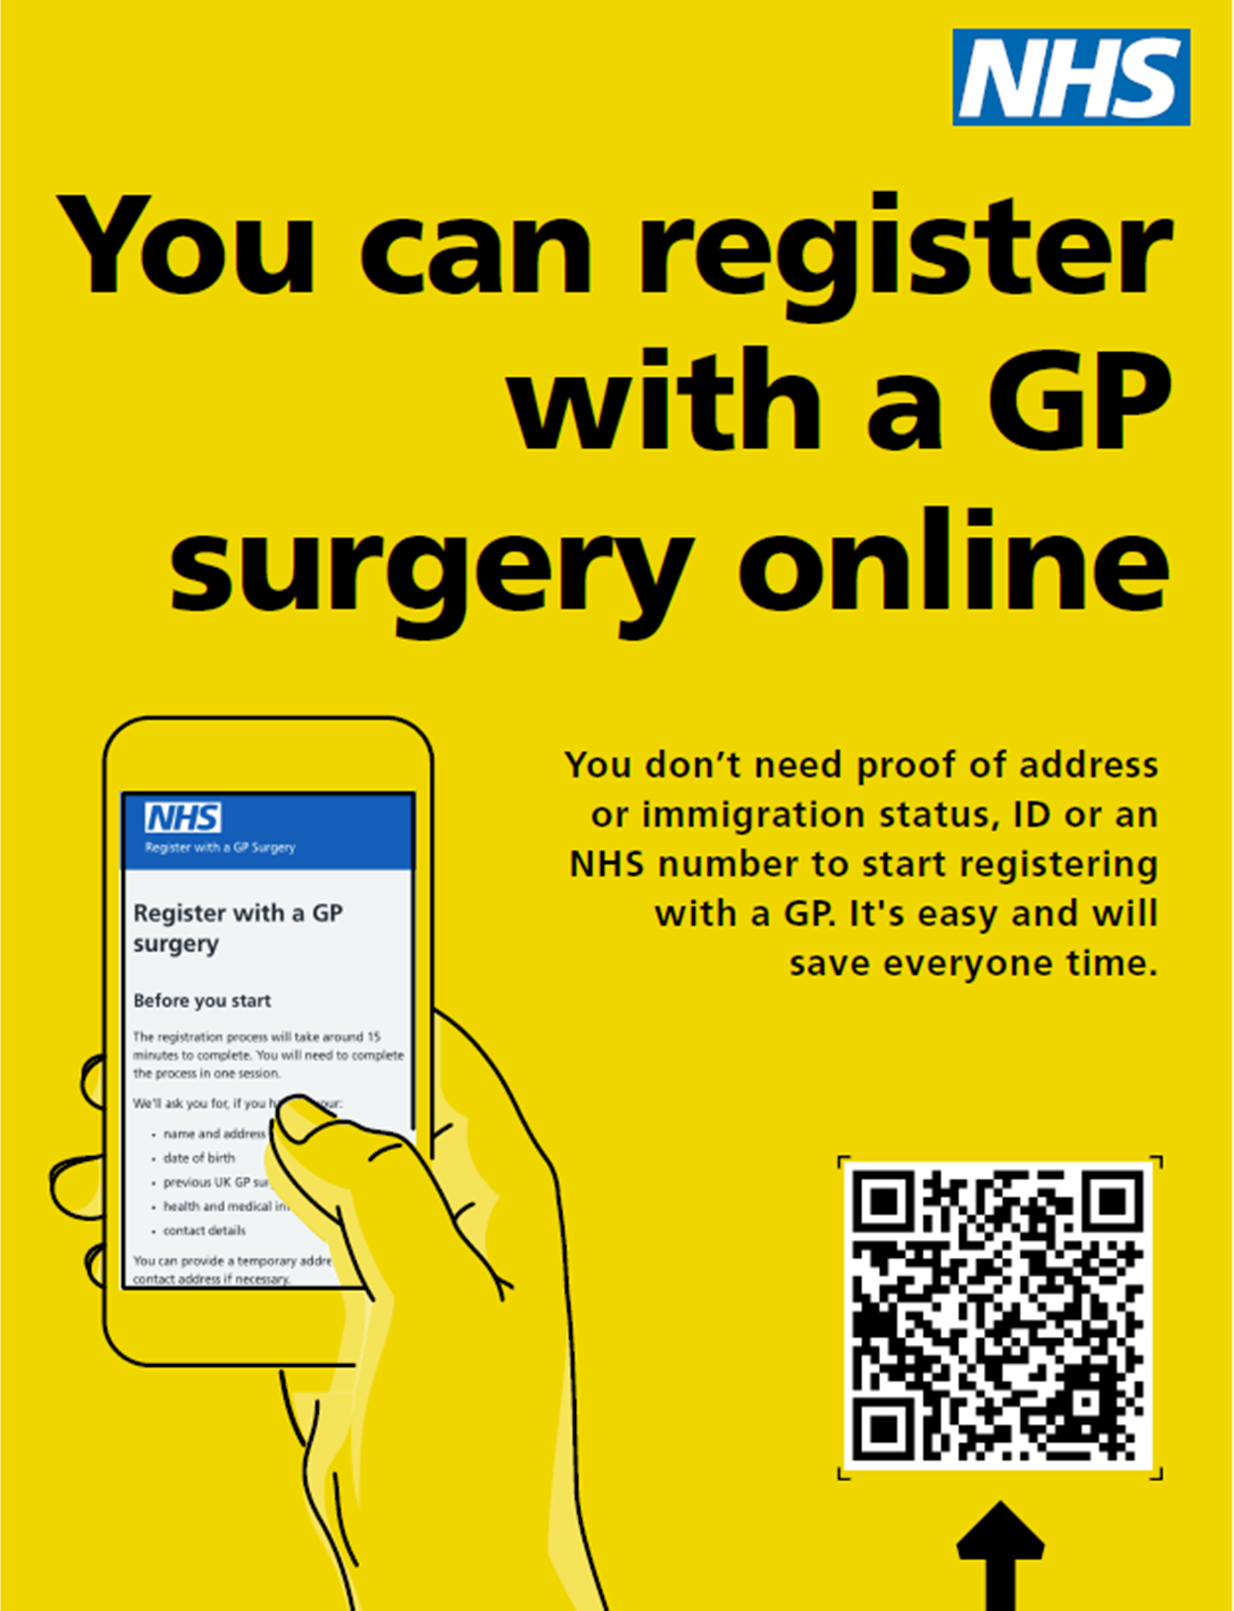 NHS
You can register
with a GP
surgery online
You don't need proof of address
or immigration status, ID or an
NHS number to start registering
with a GP. It's easy and will
save everyone time.
NHS
Register with a GP Surgery
Register with a GP
surgery
Before you start
The registration process will take around 15
minutes to complete. You will need to complete
the process in one session.
We'll ask you for, if you
• name and address
• date of birth
• previous UK GP
• health and medical
• contact details
You can provide a temporary
contact address if necessary.